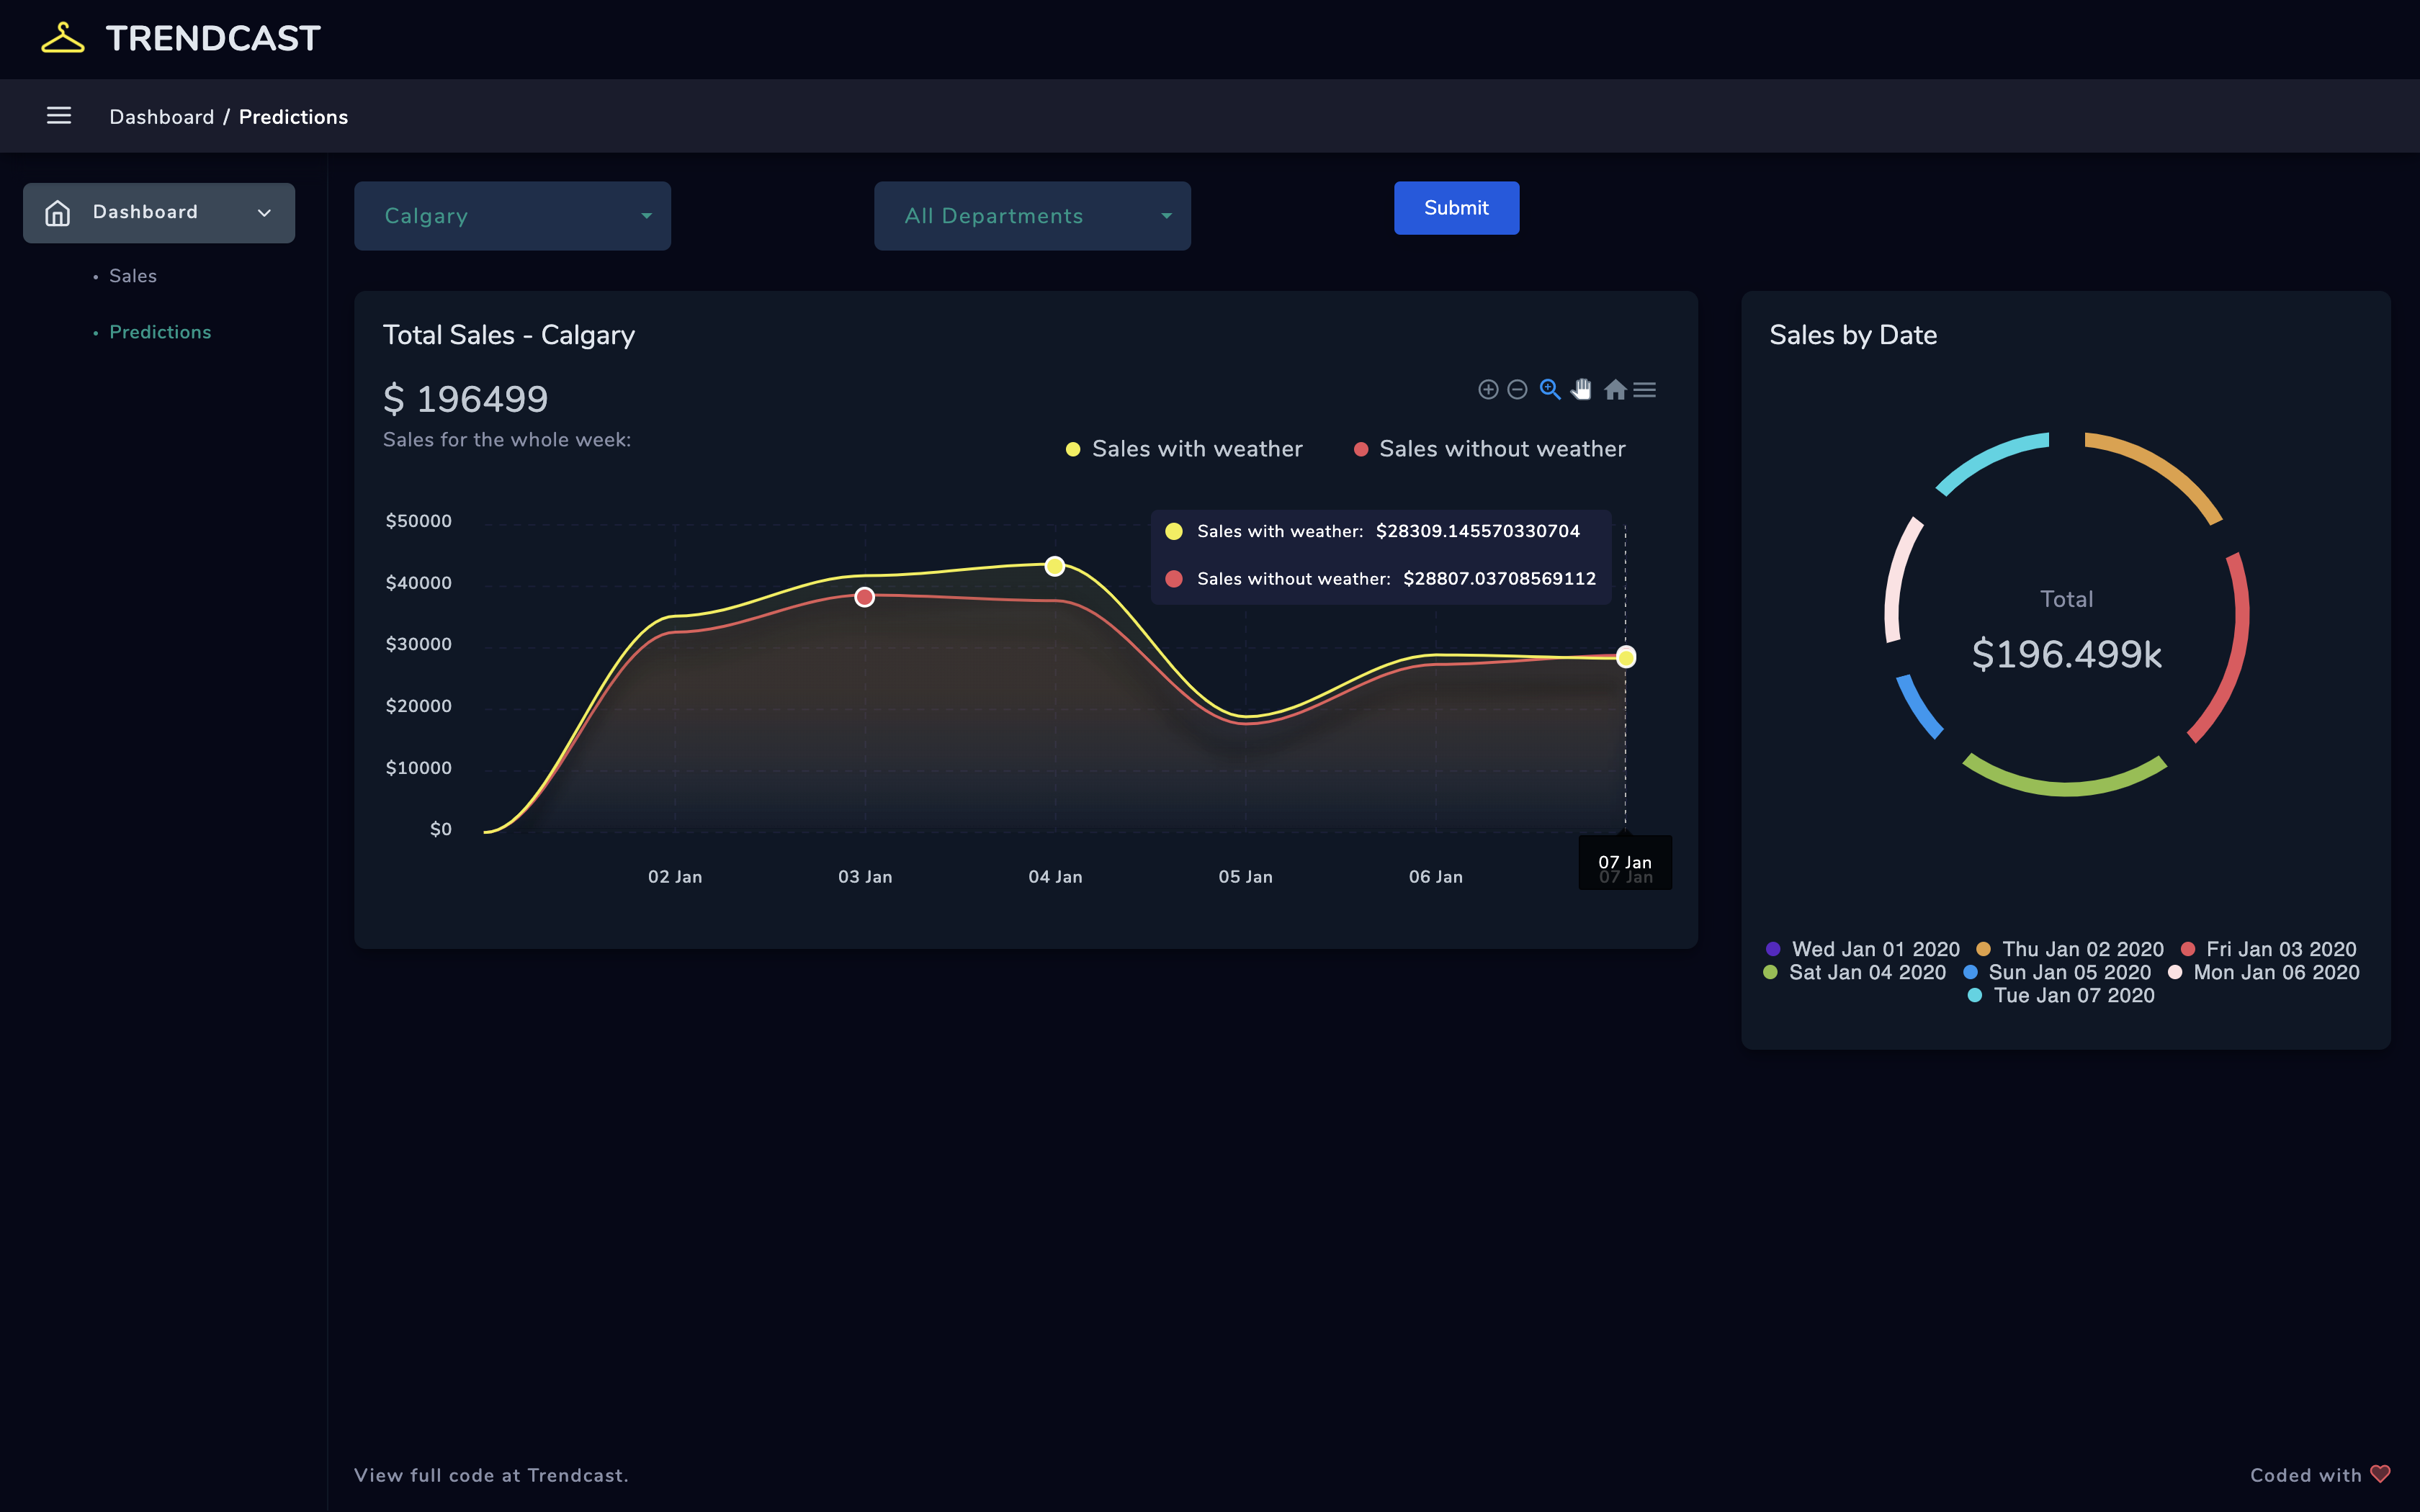 TRENDCAST
Dashboard / Predictions
Dashboard
• Sales
• Predictions
Calgary
All Departments
Submit
Total Sales - Calgary
$ 196499
Sales for the whole week:
Sales with weather
Sales without weather
$50000
$40000
$30000
$20000
$10000
$0
Sales with weather: $28309.145570330704
Sales without weather: $28807.03708569112
02 Jan
03 Jan
04 Jan
05 Jan
06 Jan
07 Jan
07 Jan
Sales by Date
Total
$196.499k
Wed Jan 01 2020 Thu Jan 02 2020 Fri Jan 03 2020
Sat Jan 04 2020 Sun Jan 05 2020 Mon Jan 06 2020
Tue Jan 07 2020
View full code at Trendcast.
Coded with